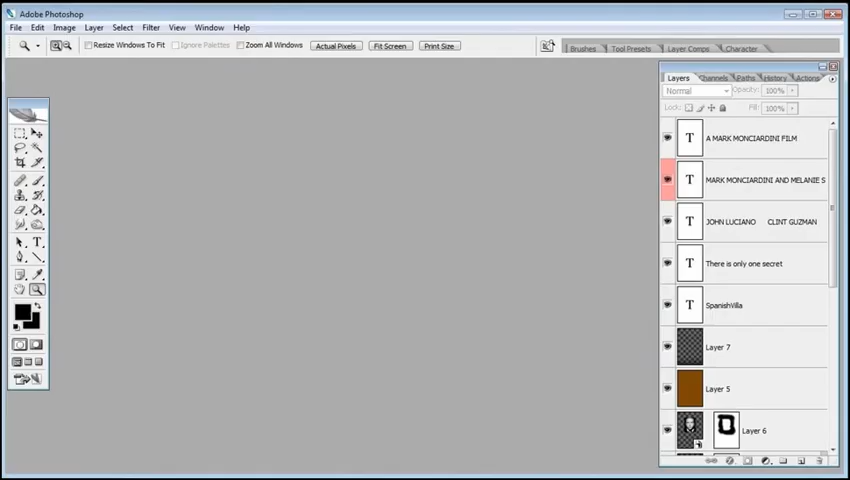 Adobe Photoshop
File Edit Image Layer Select Filter View Window Help
Resize Windows To Fit Ignore Palettes Zoom All Windows Actual Pixels Fit Screen Print Size Brushes Tool Presets Layer Comps Character
Layers Channels Paths History Actions
Normal Opacity: 100%
Lock: Fill: 100%
T A MARK MONCIARDINI FILM
T MARK MONCIARDINI AND MELANIE S
T JOHN LUCIANO CLINT GUZMAN
T There is only one secret
T SpanishVilla
Layer 7
Layer 5
Layer 6